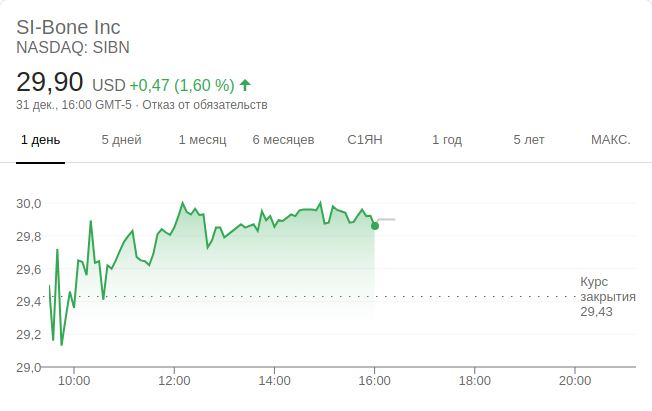 SI-Bone Inc
NASDAQ: SIBN
29,90 USD +0,47 (1,60 %)
31 дек., 16:00 GMT-5 · Отказ от обязательств
1 день 5 дней 1 месяц 6 месяцев С1ЯН 1 год 5 лет МАКС.
30,0
29,8
29,6
29,4
29,2
29,0
Курс
закрытия
29,43
10:00 12:00 14:00 16:00 18:00 20:00